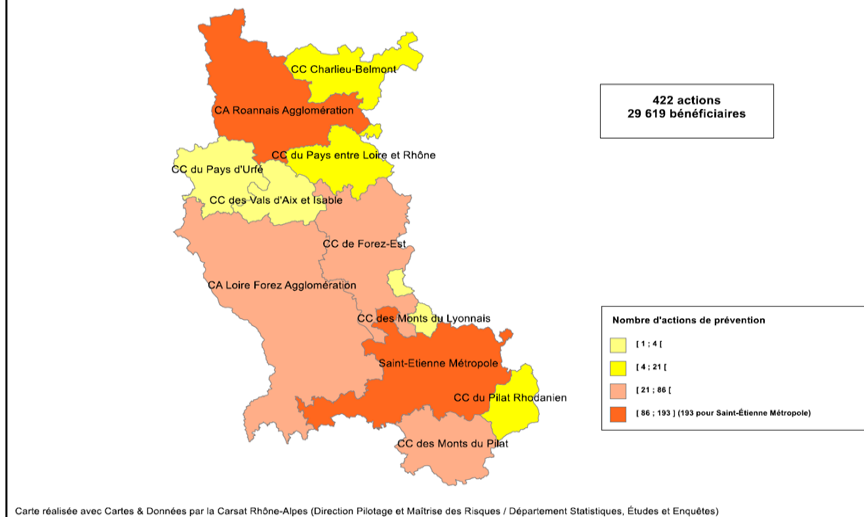 CC Charlieu-Belmont
422 actions
29 619 bénéficiaires
CA Roannais Agglomération
CC du Pays entre Loire et Rhône
CC du Pays d'Urfé
CC des Vals d'Aix et Isable
CC de Forez-Est
CA Loire Forez Agglomération
CC des Monts du Lyonnais
Saint-Etienne Métropole
CC du Pilat Rhodanien
CC des Monts du Pilat
Nombre d'actions de prévention
[ 1 ; 4 [
[ 4 ; 21 [
[ 21 ; 86 [
[ 86 ; 193 ] (193 pour Saint-Étienne Métropole)
Carte réalisée avec Cartes & Données par la Carsat Rhône-Alpes (Direction Pilotage et Maîtrise des Risques / Département Statistiques, Études et Enquêtes)